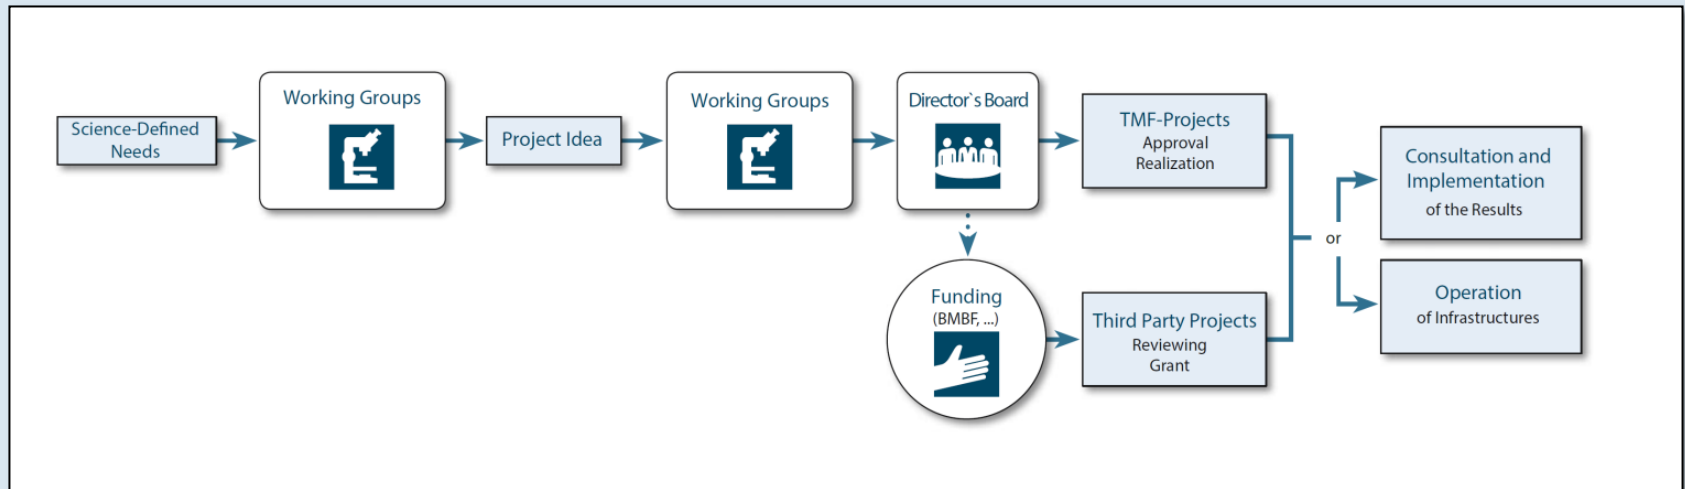 Science-Defined
Needs
Working Groups
Project Idea
Working Groups
Director`s Board
TMF-Projects
Approval
Realization
Funding
(BMBF, ...)
Third Party Projects
Reviewing
Grant
or
Consultation and
Implementation
of the Results
Operation
of Infrastructures